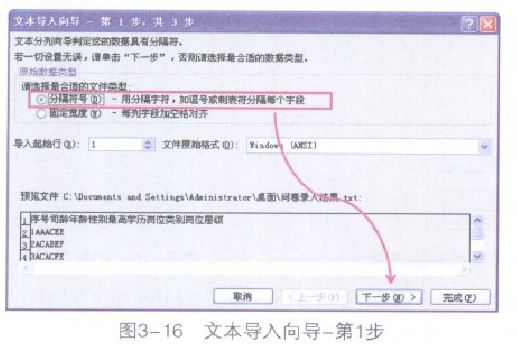 文本导入向导 - 第 1 步,共 3 步
文本分列向导判定您的数据具有分隔符。
若一切设置无误,请单击“下一步”,否则请选择最合适的数据类型。
原始数据类型
请选择最合适的文件类型:
分隔符号(D) - 用分隔字符,如逗号或制表符分隔每个字段
固定宽度(W) - 每列字段加空格对齐
导入起始行(R): 1 文件原始格式(O): Windows (ANSI)
预览文件 C:\Documents and Settings\Administrator\桌面\问卷录入结果.txt:
1 序号司龄年龄性别最高学历岗位类别岗位层级
2 1AAACEE
3 2ACABEF
4 3ACACFE
取消 < 上一步(B) 下一步(N) > 完成(F)
图3-16 文本导入向导-第1步